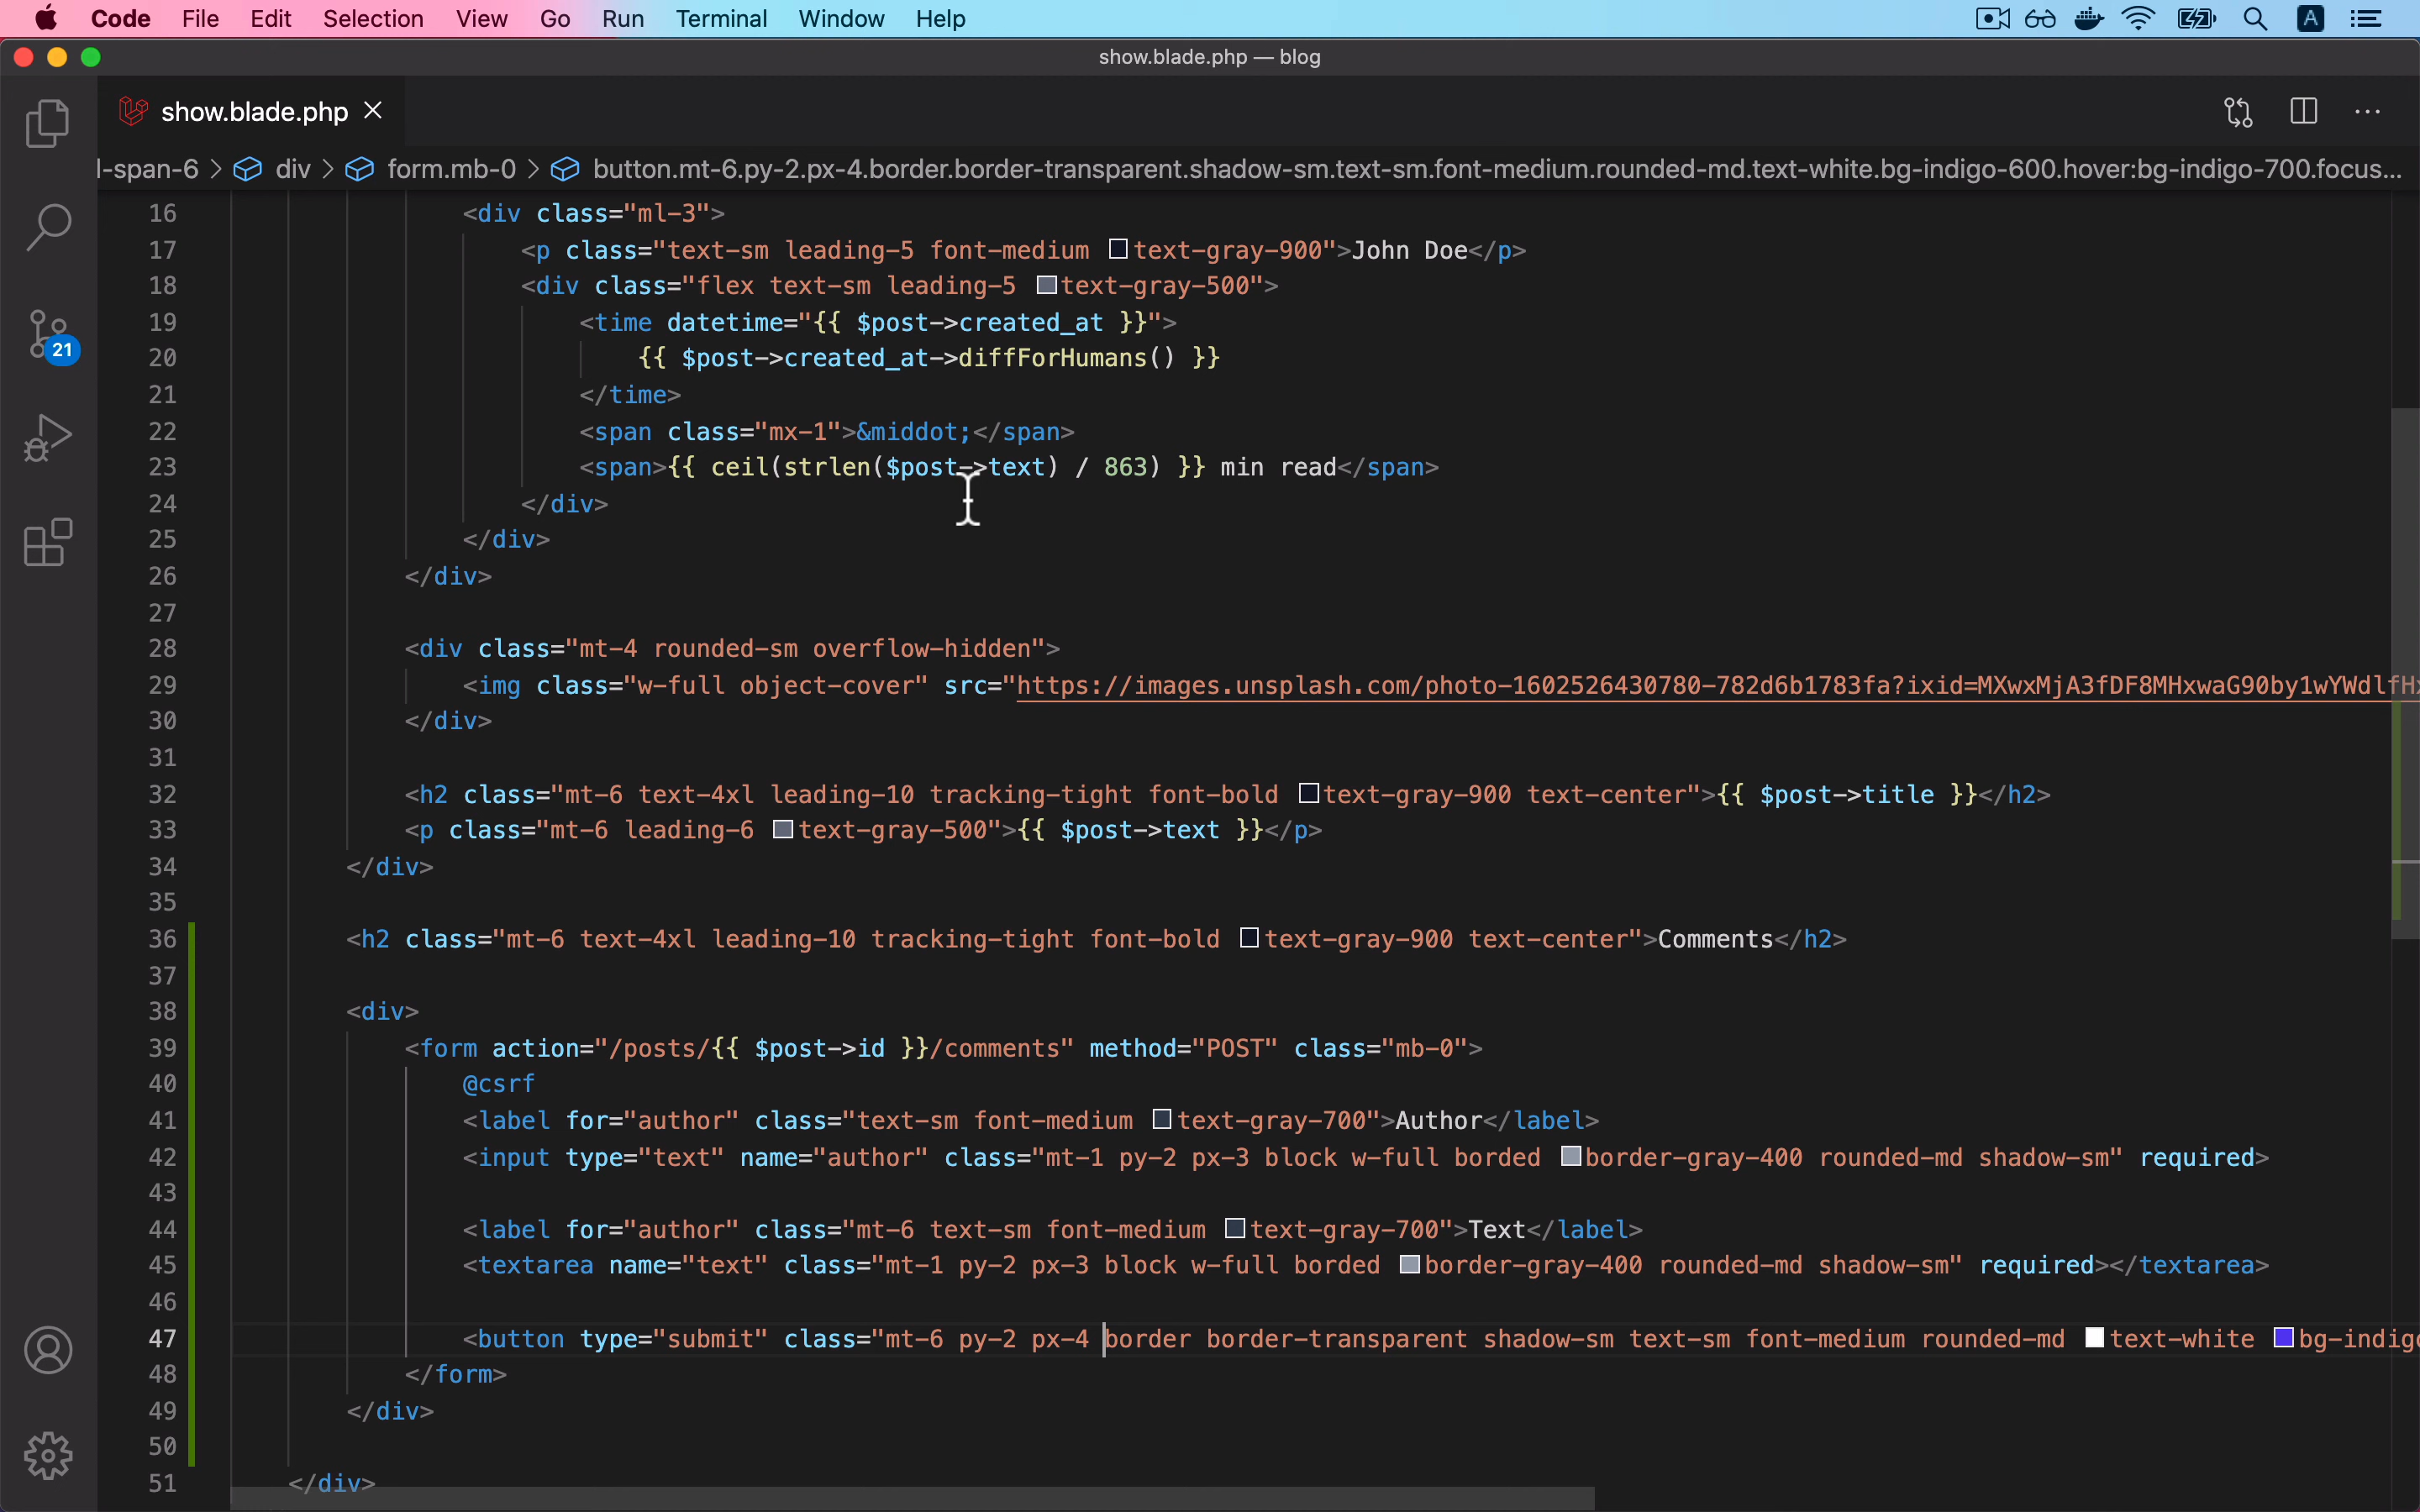 Code File Edit Selection View Go Run Terminal Window Help A
show.blade.php — blog
show.blade.php
l-span-6 > div > form.mb-0 > button.mt-6.py-2.px-4.border.border-transparent.shadow-sm.text-sm.font-medium.rounded-md.text-white.bg-indigo-600.hover:bg-indigo-700.focus...
16 <div class="ml-3">
17 <p class="text-sm leading-5 font-medium text-gray-900">John Doe</p>
18 <div class="flex text-sm leading-5 text-gray-500">
19 <time datetime="{{ $post->created_at }}">
20 {{ $post->created_at->diffForHumans() }}
21 </time>
22 <span class="mx-1">&middot;</span>
23 <span>{{ ceil(strlen($post->text) / 863) }} min read</span>
24 </div>
25 </div>
26 </div>
27
28 <div class="mt-4 rounded-sm overflow-hidden">
29 <img class="w-full object-cover" src="https://images.unsplash.com/photo-1602526430780-782d6b1783fa?ixid=MXwxMjA3fDF8MHxwaG90by1wYWdlfHx
30 </div>
31
32 <h2 class="mt-6 text-4xl leading-10 tracking-tight font-bold text-gray-900 text-center">{{ $post->title }}</h2>
33 <p class="mt-6 leading-6 text-gray-500">{{ $post->text }}</p>
34 </div>
35
36 <h2 class="mt-6 text-4xl leading-10 tracking-tight font-bold text-gray-900 text-center">Comments</h2>
37
38 <div>
39 <form action="/posts/{{ $post->id }}/comments" method="POST" class="mb-0">
40 @csrf
41 <label for="author" class="text-sm font-medium text-gray-700">Author</label>
42 <input type="text" name="author" class="mt-1 py-2 px-3 block w-full borded border-gray-400 rounded-md shadow-sm" required>
43
44 <label for="author" class="mt-6 text-sm font-medium text-gray-700">Text</label>
45 <textarea name="text" class="mt-1 py-2 px-3 block w-full borded border-gray-400 rounded-md shadow-sm" required></textarea>
46
47 <button type="submit" class="mt-6 py-2 px-4 border border-transparent shadow-sm text-sm font-medium rounded-md text-white bg-indig
48 </form>
49 </div>
50
51 </div>
21